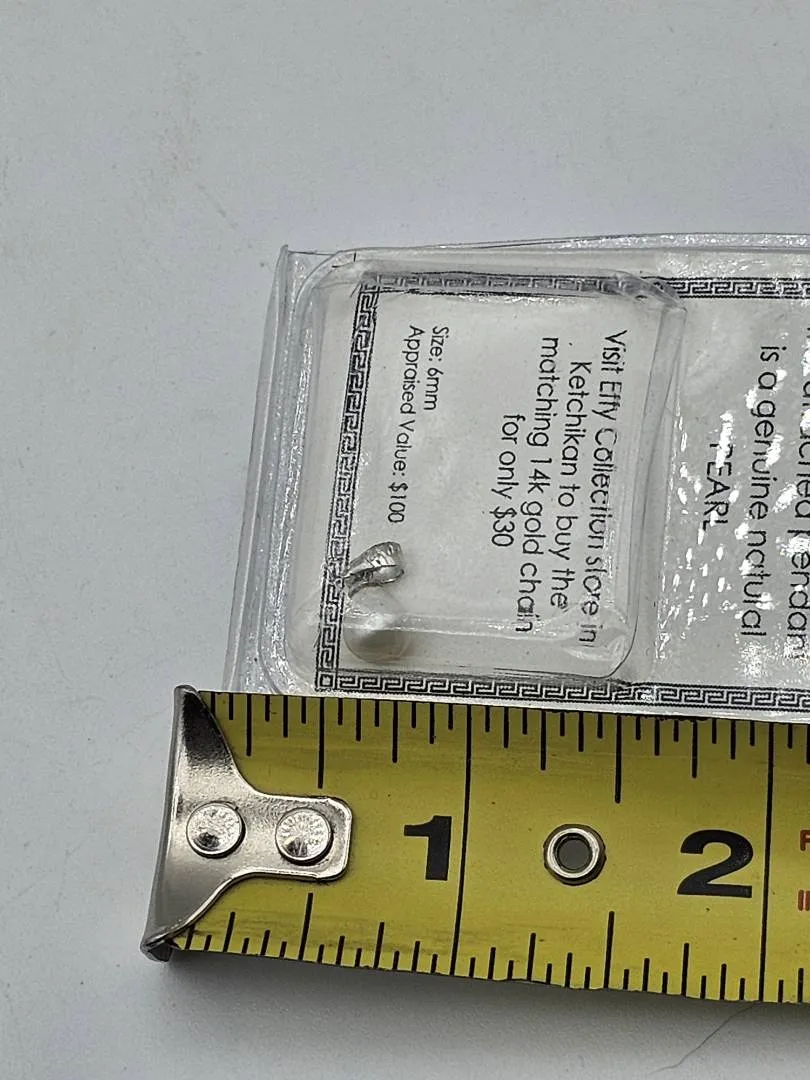 is a genuine natural
PEARL
Visit Effy Collection store in
. Ketchikan to buy the
matching 14k gold chain
for only $30
Size: 6mm
Appraised Value: $100
1 2